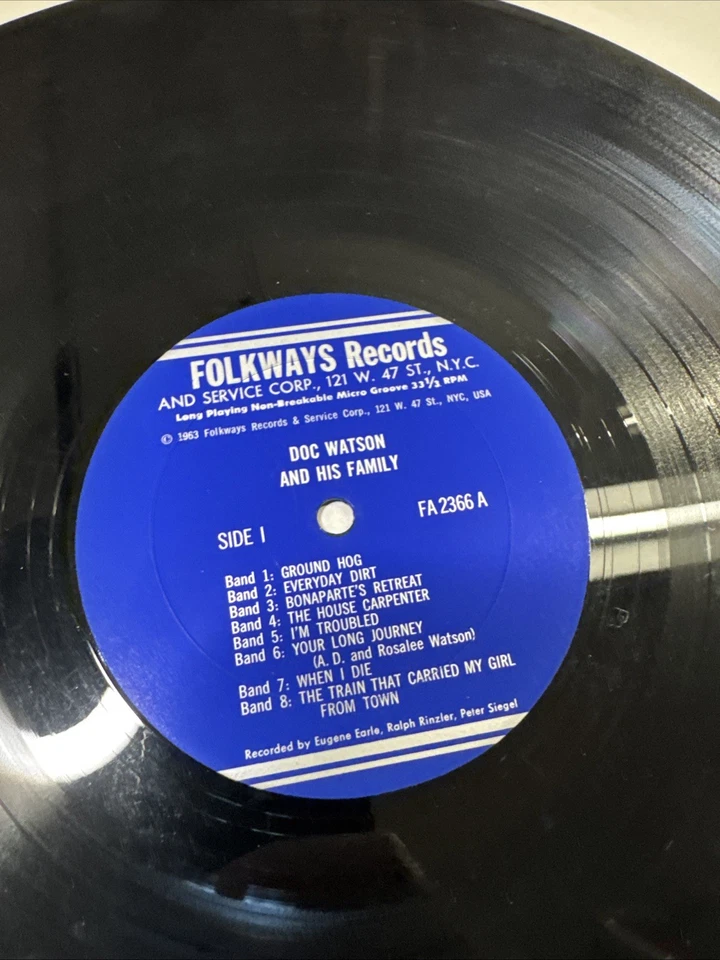 FOLKWAYS Records
AND SERVICE CORP., 121 W. 47 ST., N.Y.C.
Long Playing Non-Breakable Micro Groove 33 1/3 RPM
© 1963 Folkways Records & Service Corp., 121 W. 47 St., NYC, USA
DOC WATSON
AND HIS FAMILY
SIDE I
FA 2366 A
Band 1: GROUND HOG
Band 2: EVERYDAY DIRT
Band 3: BONAPARTE'S RETREAT
Band 4: THE HOUSE CARPENTER
Band 5: I'M TROUBLED
Band 6: YOUR LONG JOURNEY
(A. D. and Rosalee Watson)
Band 7: WHEN I DIE
Band 8: THE TRAIN THAT CARRIED MY GIRL
FROM TOWN
Recorded by Eugene Earle, Ralph Rinzler, Peter Siegel